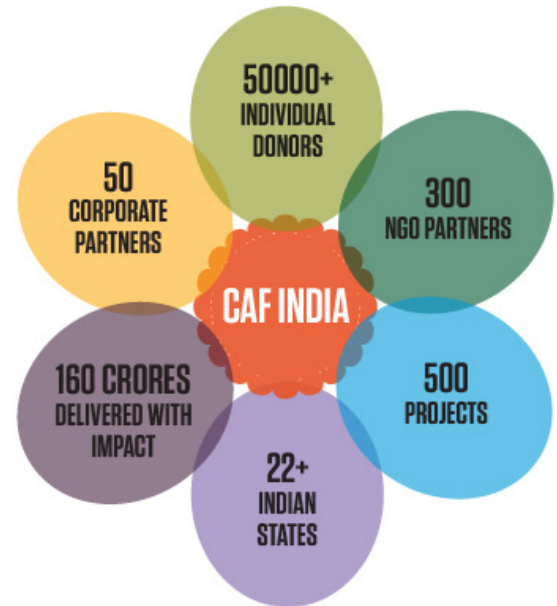 50000+
INDIVIDUAL
DONORS
300
NGO PARTNERS
500
PROJECTS
22+
INDIAN
STATES
160 CRORES
DELIVERED WITH
IMPACT
50
CORPORATE
PARTNERS
CAF INDIA